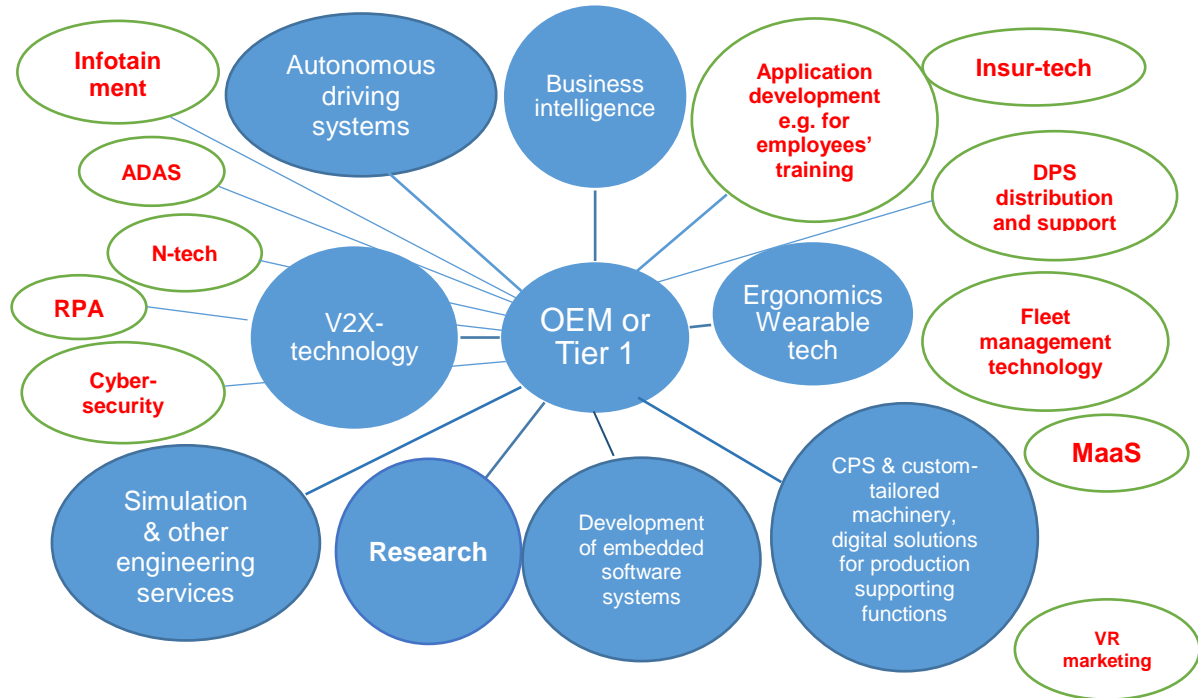 Infotain
ment
Autonomous
driving
systems
Business
intelligence
Application
development
e.g. for
employees’
training
Insur-tech
ADAS
DPS
distribution
and support
N-tech
RPA
V2X-
technology
OEM or
Tier 1
Ergonomics
Wearable
tech
Fleet
management
technology
Cyber-
security
MaaS
Simulation
& other
engineering
services
Research
Development
of embedded
software
systems
CPS & custom-
tailored
machinery,
digital solutions
for production
supporting
functions
VR
marketing